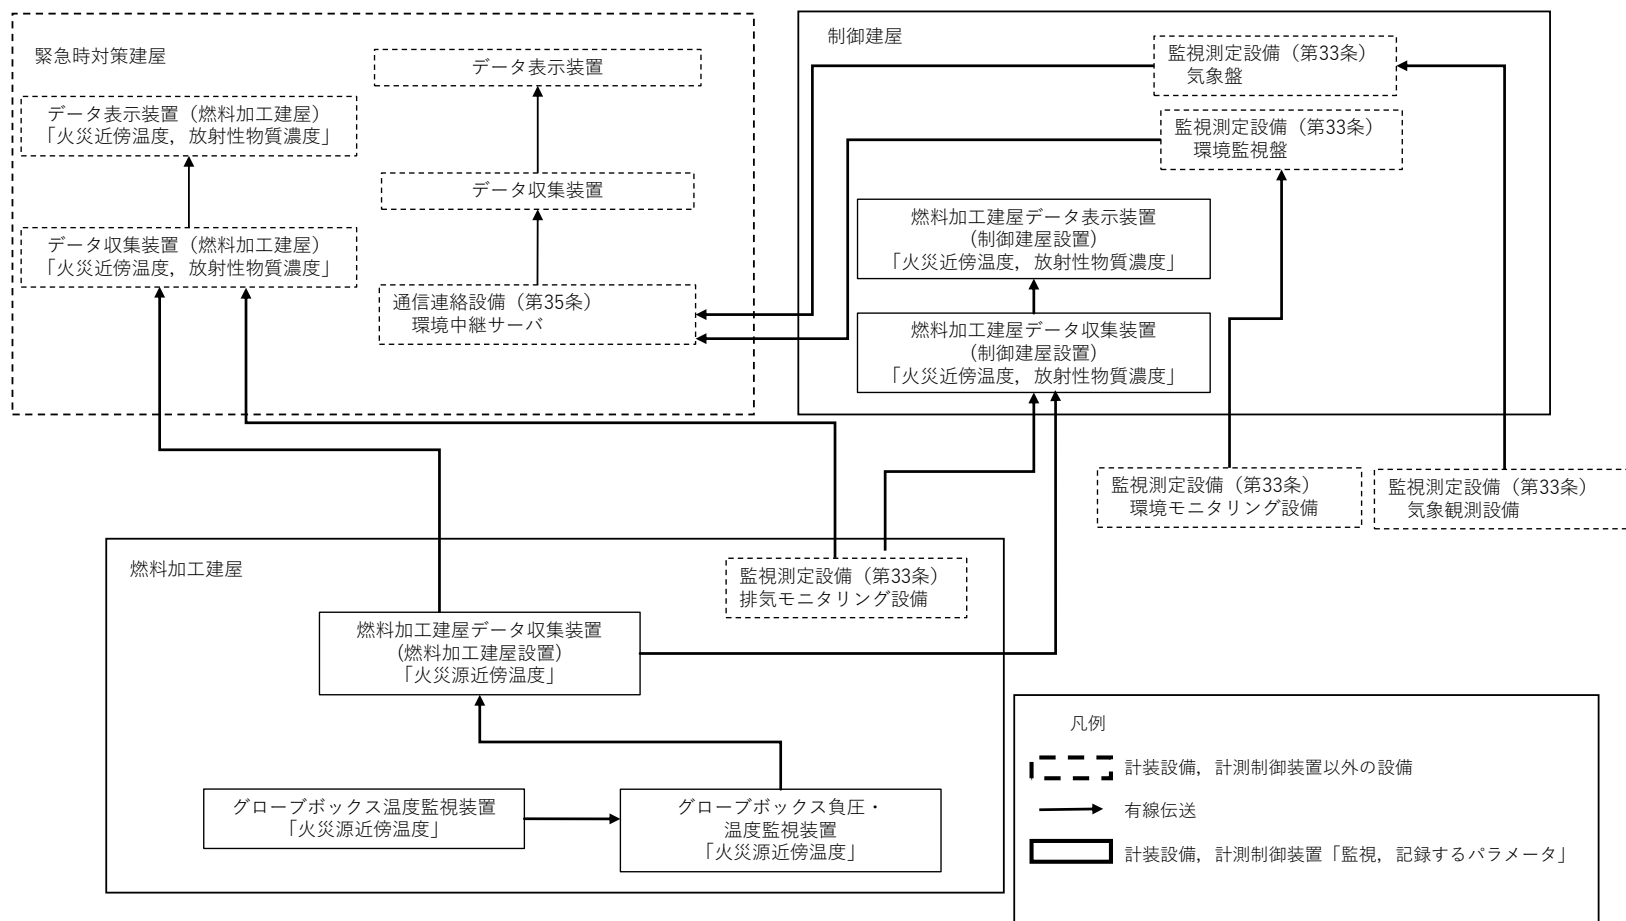 緊急時対策建屋
データ表示装置
データ表示装置（燃料加工建屋）
「火災近傍温度，放射性物質濃度」
データ収集装置
データ収集装置（燃料加工建屋）
「火災近傍温度，放射性物質濃度」
通信連絡設備（第35条）
環境中継サーバ
制御建屋
監視測定設備（第33条）
気象盤
監視測定設備（第33条）
環境監視盤
燃料加工建屋データ表示装置
(制御建屋設置)
「火災近傍温度，放射性物質濃度」
燃料加工建屋データ収集装置
(制御建屋設置)
「火災近傍温度，放射性物質濃度」
監視測定設備（第33条）
環境モニタリング設備
監視測定設備（第33条）
気象観測設備
燃料加工建屋
監視測定設備（第33条）
排気モニタリング設備
燃料加工建屋データ収集装置
(燃料加工建屋設置)
「火災源近傍温度」
グローブボックス温度監視装置
「火災源近傍温度」
グローブボックス負圧・
温度監視装置
「火災源近傍温度」
凡例
計装設備，計測制御装置以外の設備
有線伝送
計装設備，計測制御装置「監視，記録するパラメータ」